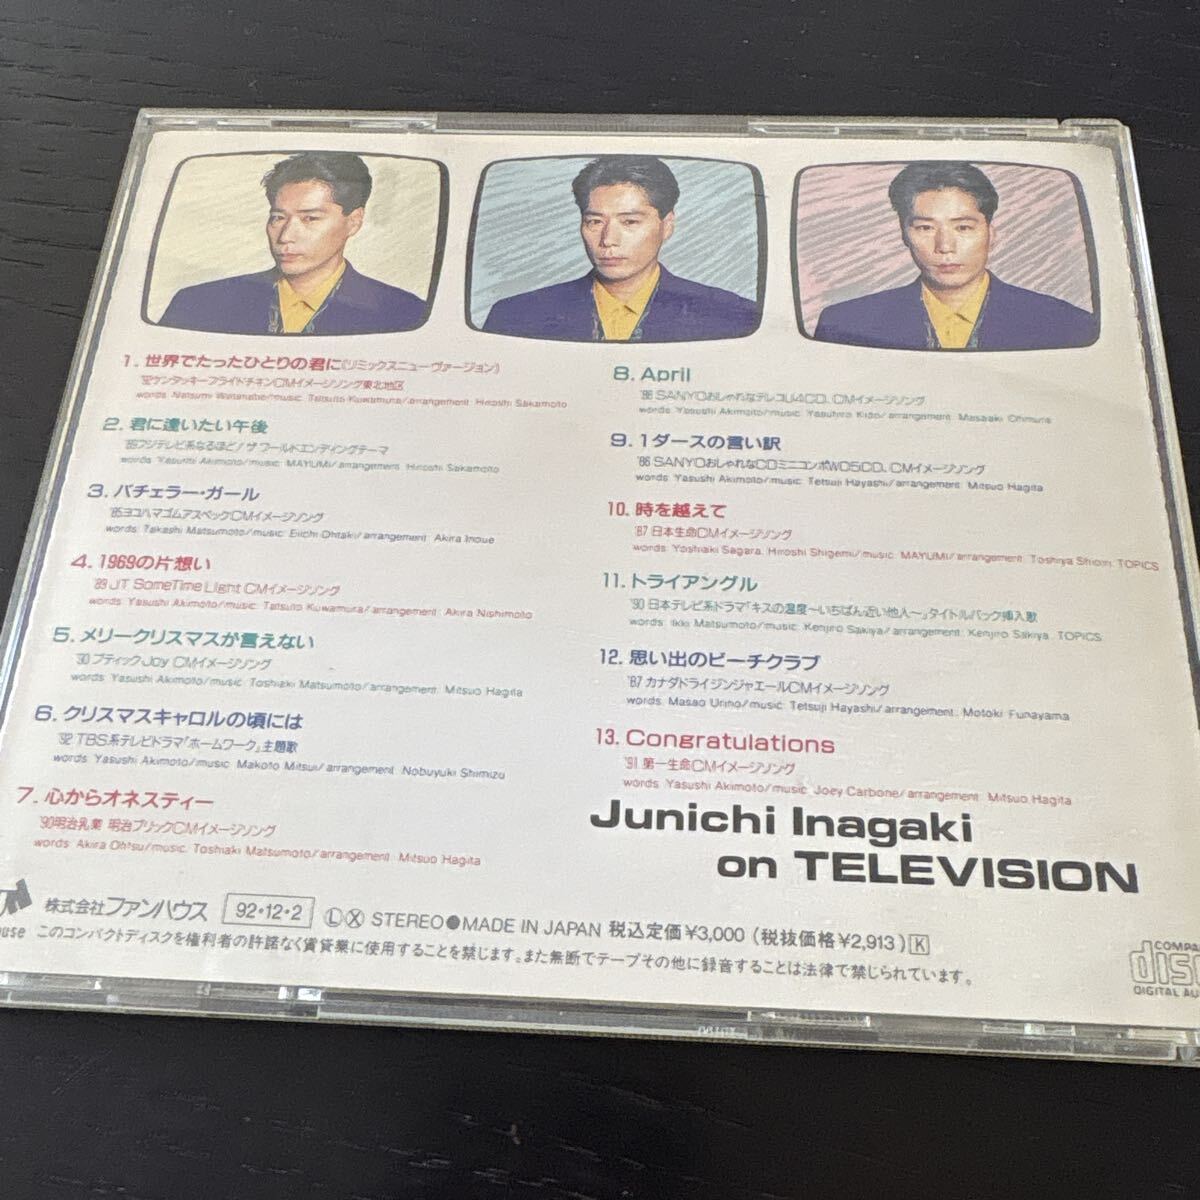 1. 世界でたったひとりの君に(リミックスニューヴァージョン)
'92ケンタッキーフライドチキンCMイメージソング東北地区
words: Natsumi Watanabe/music: Tatsuro Kuwamura/arrangement: Hiroshi Sakamoto
2. 君に逢いたい午後
フジテレビ系なるほど!ザ・ワールドエンディングテーマ
words: Yasushi Akimoto/music: MAYUMI/arrangement: Hiroshi Sakamoto
3. バチェラー・ガール
'85ヨコハマゴムアスペックCMイメージソング
words: Takashi Matsumoto/music: Eiichi Ohtaki/arrangement: Akira Inoue
4. 1969の片想い
'89 JT SomeTime Light CMイメージソング
words: Yasushi Akimoto/music: Tatsuro Kuwamura/arrangement: Akira Nishimoto
5. メリークリスマスが言えない
'90 ブティックJoy CMイメージソング
words: Yasushi Akimoto/music: Toshiaki Matsumoto/arrangement: Mitsuo Hagita
6. クリスマスキャロルの頃には
'92 TBS系テレビドラマ「ホームワーク」主題歌
words: Yasushi Akimoto/music: Makoto Mitsui/arrangement: Nobuyuki Shimizu
7. 心からオネスティー
'90明治乳業 明治ブリックCMイメージソング
words: Akira Ohtsu/music: Toshiaki Matsumoto/arrangement: Mitsuo Hagita
8. April
'86 SANYOおしゃれなテレコU4CD, CMイメージソング
words: Yasushi Akimoto/music: Yasuhiro Kido/arrangement: Masaaki Ohmura
9. 1ダースの言い訳
'86 SANYOおしゃれなCDミニコンポWO5CD, CMイメージソング
words: Yasushi Akimoto/music: Tetsuji Hayashi/arrangement: Mitsuo Hagita
10. 時を越えて
'87 日本生命CMイメージソング
words: Yoshiaki Sagara, Hiroshi Shigemi/music: MAYUMI/arrangement: Toshiya Shiomi, TOPICS
11. トライアングル
'90 日本テレビ系ドラマ「キスの温度〜いちばん近い他人〜」タイトルバック挿入歌
words: Ikki Matsumoto/music: Kenjiro Sakiya/arrangement: Kenjiro Sakiya, TOPICS
12. 思い出のビーチクラブ
'87 カナダドライジンジャエールCMイメージソング
words: Masao Urino/music: Tetsuji Hayashi/arrangement: Motoki Funayama
13. Congratulations
'91 第一生命CMイメージソング
words: Yasushi Akimoto/music: Joey Carbone/arrangement: Mitsuo Hagita
Junichi Inagaki
on TELEVISION
株式会社ファンハウス 92・12・2 Ⓛ Ⓧ STEREO●MADE IN JAPAN 税込定価¥3,000 (税抜価格¥2,913) K
このコンパクトディスクを権利者の許諾なく賃貸業に使用することを禁じます。また無断でテープその他に録音することは法律で禁じられています。
COMPA
disc
DIGITAL AU